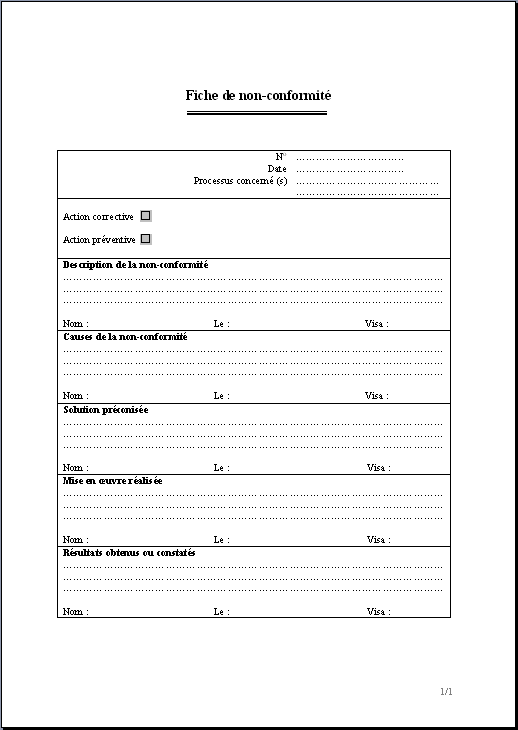 Fiche de non-conformité
N° ....................................
Date ....................................
Processus concerné (s) ................................................
................................................
Action corrective
Action préventive
Description de la non-conformité
................................................................................................................................
................................................................................................................................
................................................................................................................................
Nom : Le : Visa :
Causes de la non-conformité
................................................................................................................................
................................................................................................................................
................................................................................................................................
Nom : Le : Visa :
Solution préconisée
................................................................................................................................
................................................................................................................................
................................................................................................................................
Nom : Le : Visa :
Mise en œuvre réalisée
................................................................................................................................
................................................................................................................................
................................................................................................................................
Nom : Le : Visa :
Résultats obtenus ou constatés
................................................................................................................................
................................................................................................................................
................................................................................................................................
Nom : Le : Visa :
1/1